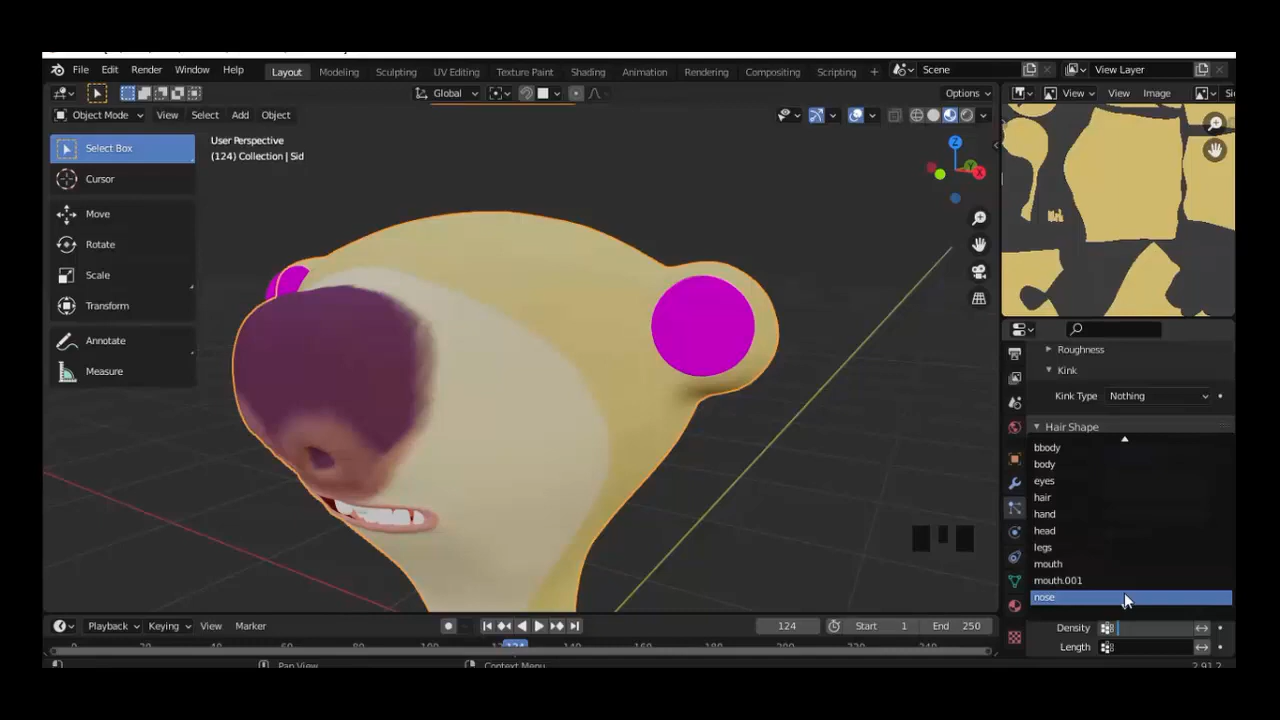 File Edit Render Window Help Layout Modeling Sculpting UV Editing Texture Paint Shading Animation Rendering Compositing Scripting + Scene View Layer
Global Options View View Image
Object Mode View Select Add Object
Select Box
User Perspective
(124) Collection | Sid
Cursor
Move
Rotate
Scale
Transform
Annotate
Measure
Z
Y
X
Roughness
Kink
Kink Type Nothing
Hair Shape
bbody
body
eyes
hair
hand
head
legs
mouth
mouth.001
nose
Density
Length
Playback Keying View Marker 124 Start 1 End 250
Pan View Context Menu 2.91.2